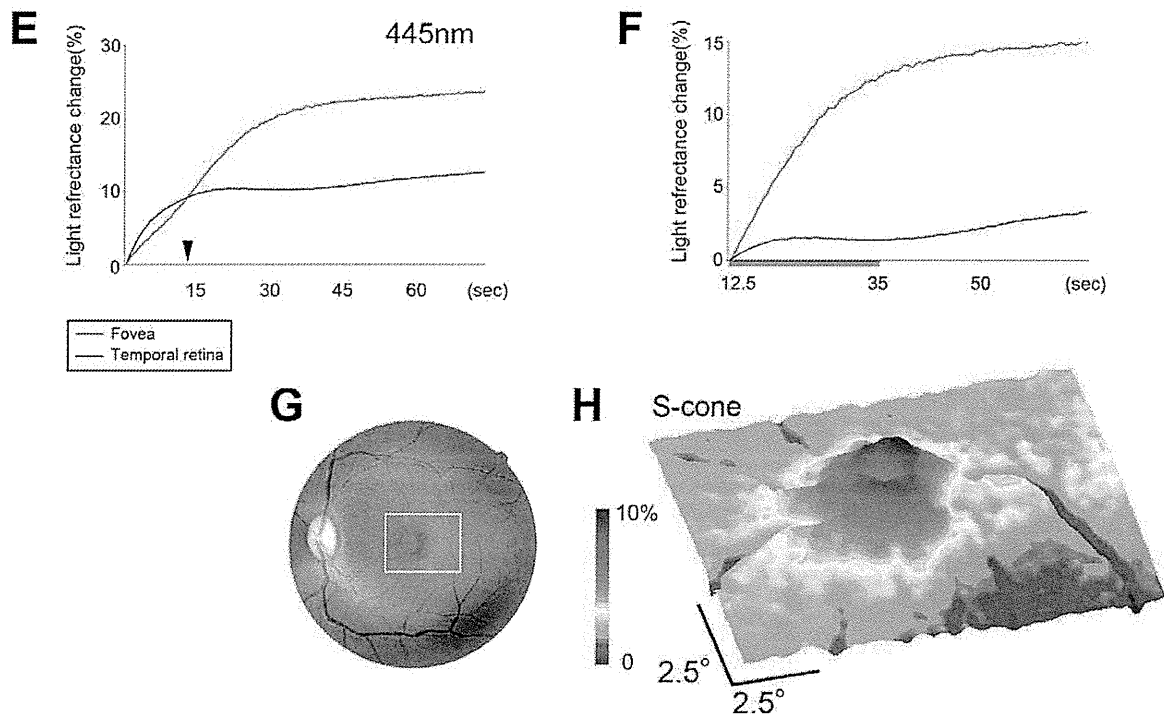 E
445nm
Light refrectance change(%)
30
20
10
0
15 30 45 60 (sec)
Fovea
Temporal retina
F
Light refrectance change(%)
15
10
5
0
12.5 35 50 (sec)
G
H
S-cone
10%
0
2.5°
2.5°